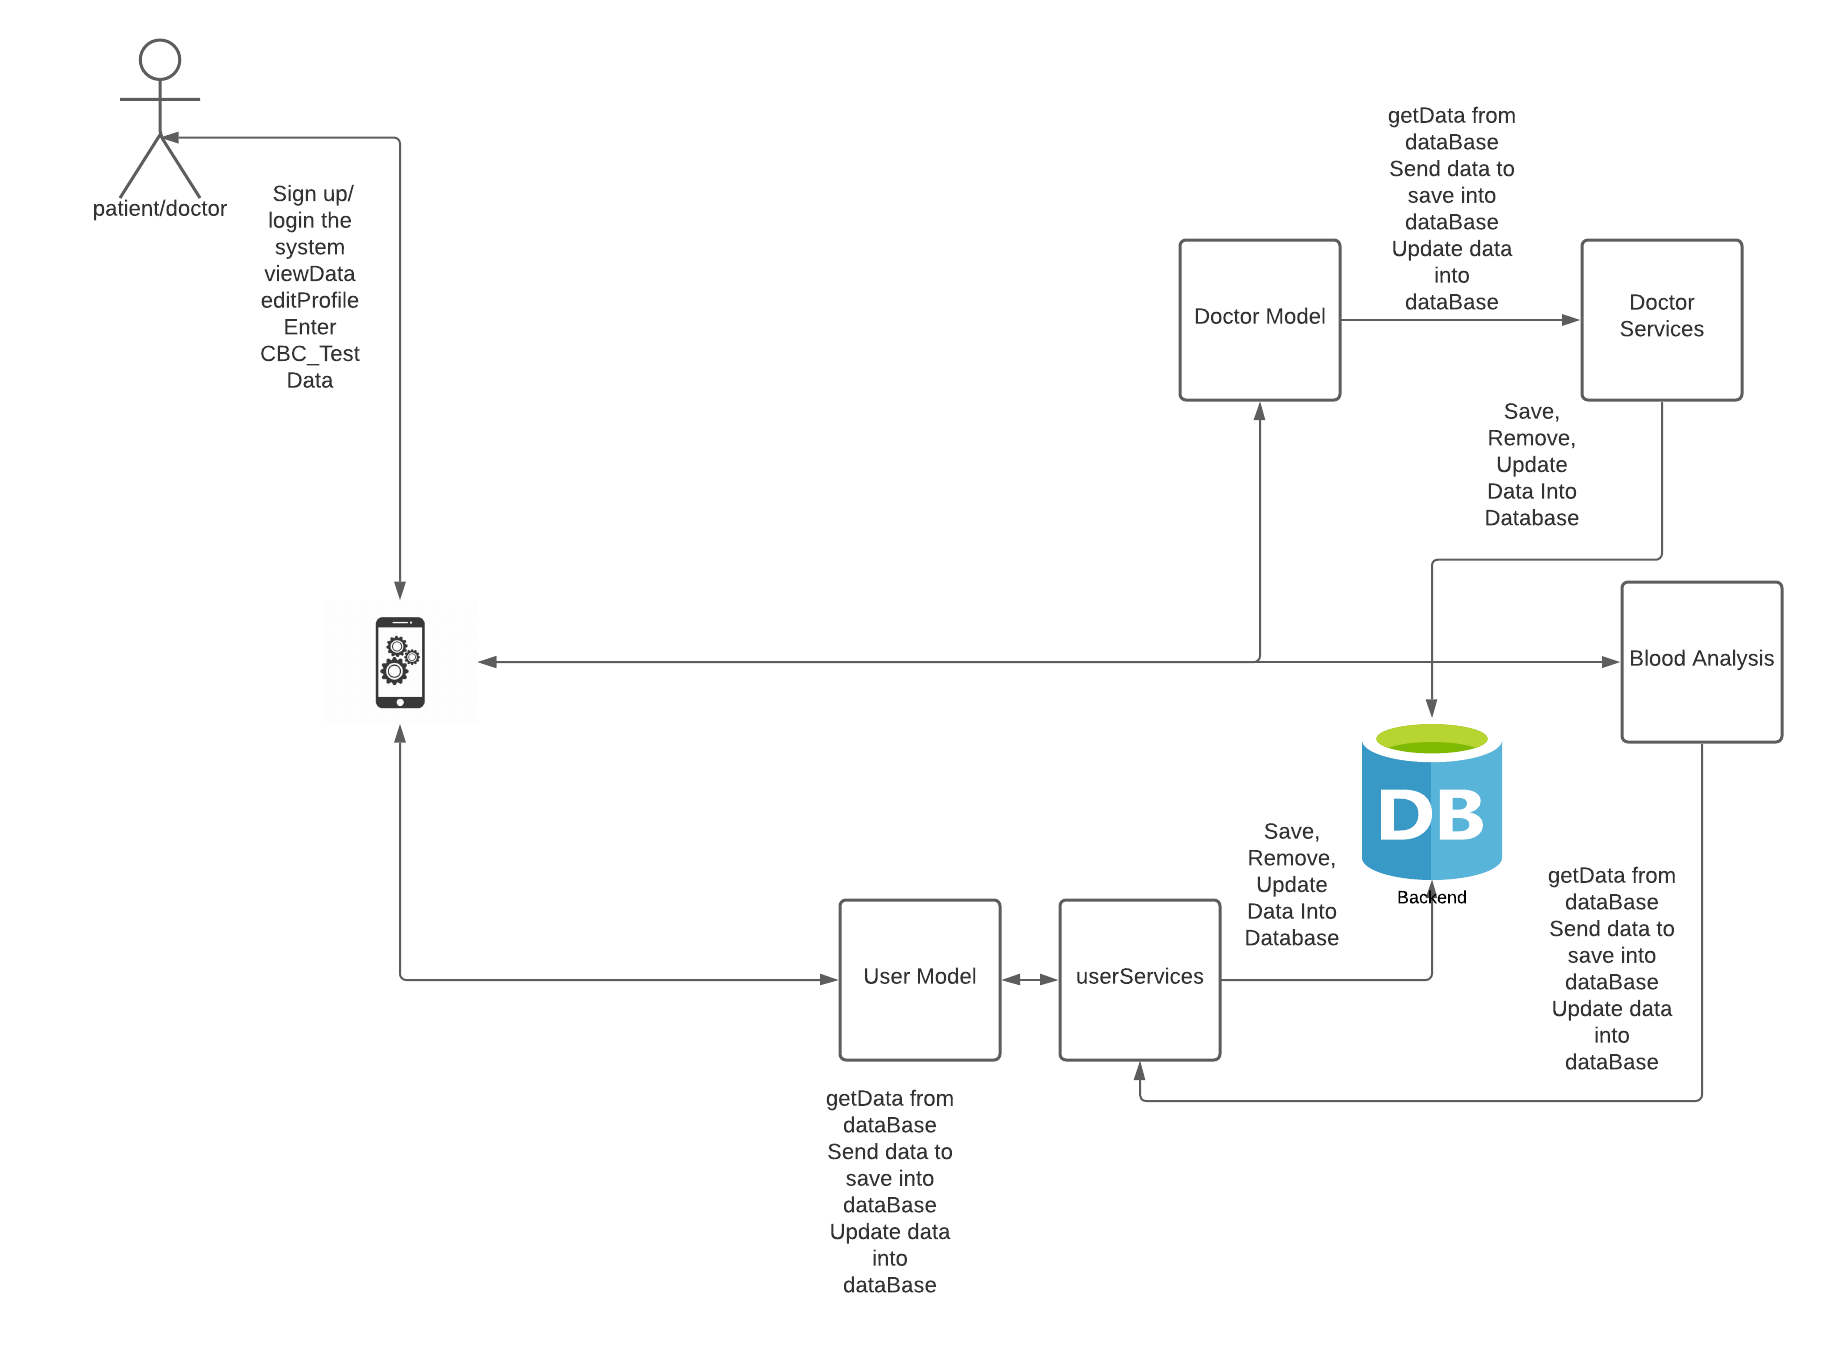 patient/doctor
Sign up/
login the
system
viewData
editProfile
Enter
CBC_Test
Data
getData from
dataBase
Send data to
save into
dataBase
Update data
into
dataBase
Doctor Model
Doctor
Services
Save,
Remove,
Update
Data Into
Database
Blood Analysis
DB
Backend
Save,
Remove,
Update
Data Into
Database
getData from
dataBase
Send data to
save into
dataBase
Update data
into
dataBase
User Model
userServices
getData from
dataBase
Send data to
save into
dataBase
Update data
into
dataBase